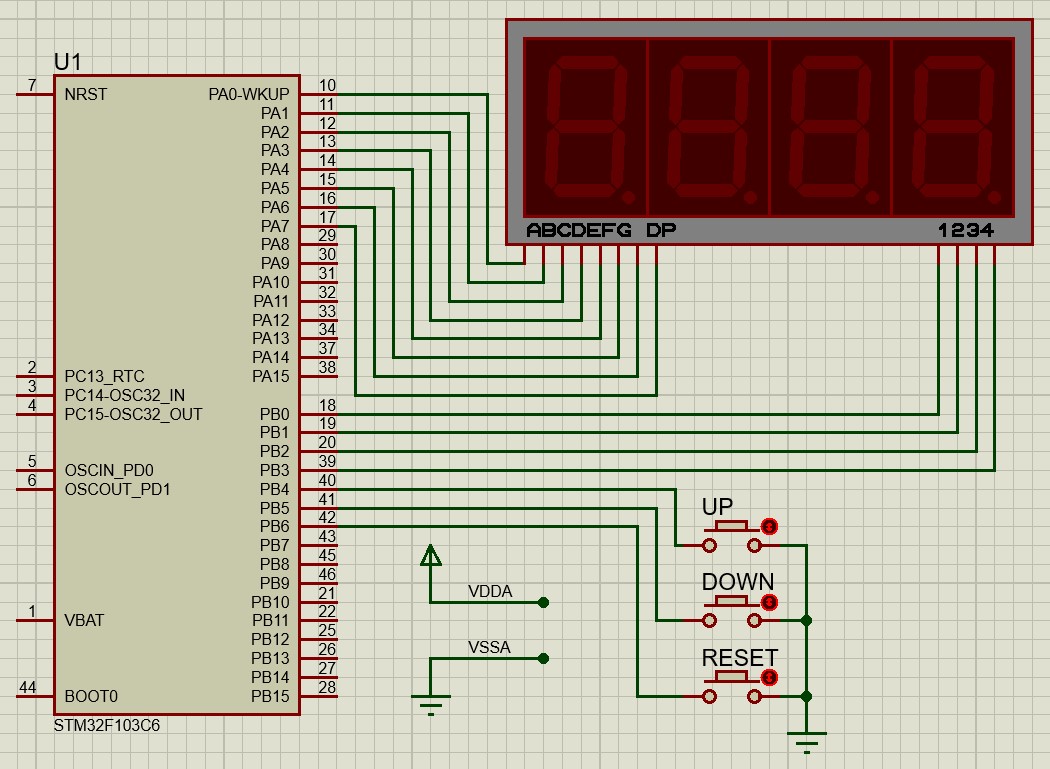 U1
7 NRST PA0-WKUP 10
PA1 11
PA2 12
PA3 13
PA4 14
PA5 15
PA6 16
PA7 17
PA8 29
PA9 30
PA10 31
PA11 32
PA12 33
PA13 34
PA14 37
2 PC13_RTC PA15 38
3 PC14-OSC32_IN
4 PC15-OSC32_OUT PB0 18
PB1 19
PB2 20
5 OSCIN_PD0 PB3 39
6 OSCOUT_PD1 PB4 40
PB5 41
PB6 42
PB7 43
PB8 45
PB9 46
PB10 21
1 VBAT PB11 22
PB12 25
PB13 26
PB14 27
44 BOOT0 PB15 28
STM32F103C6
ABCDEFG DP 1234
UP
DOWN
RESET
VDDA
VSSA